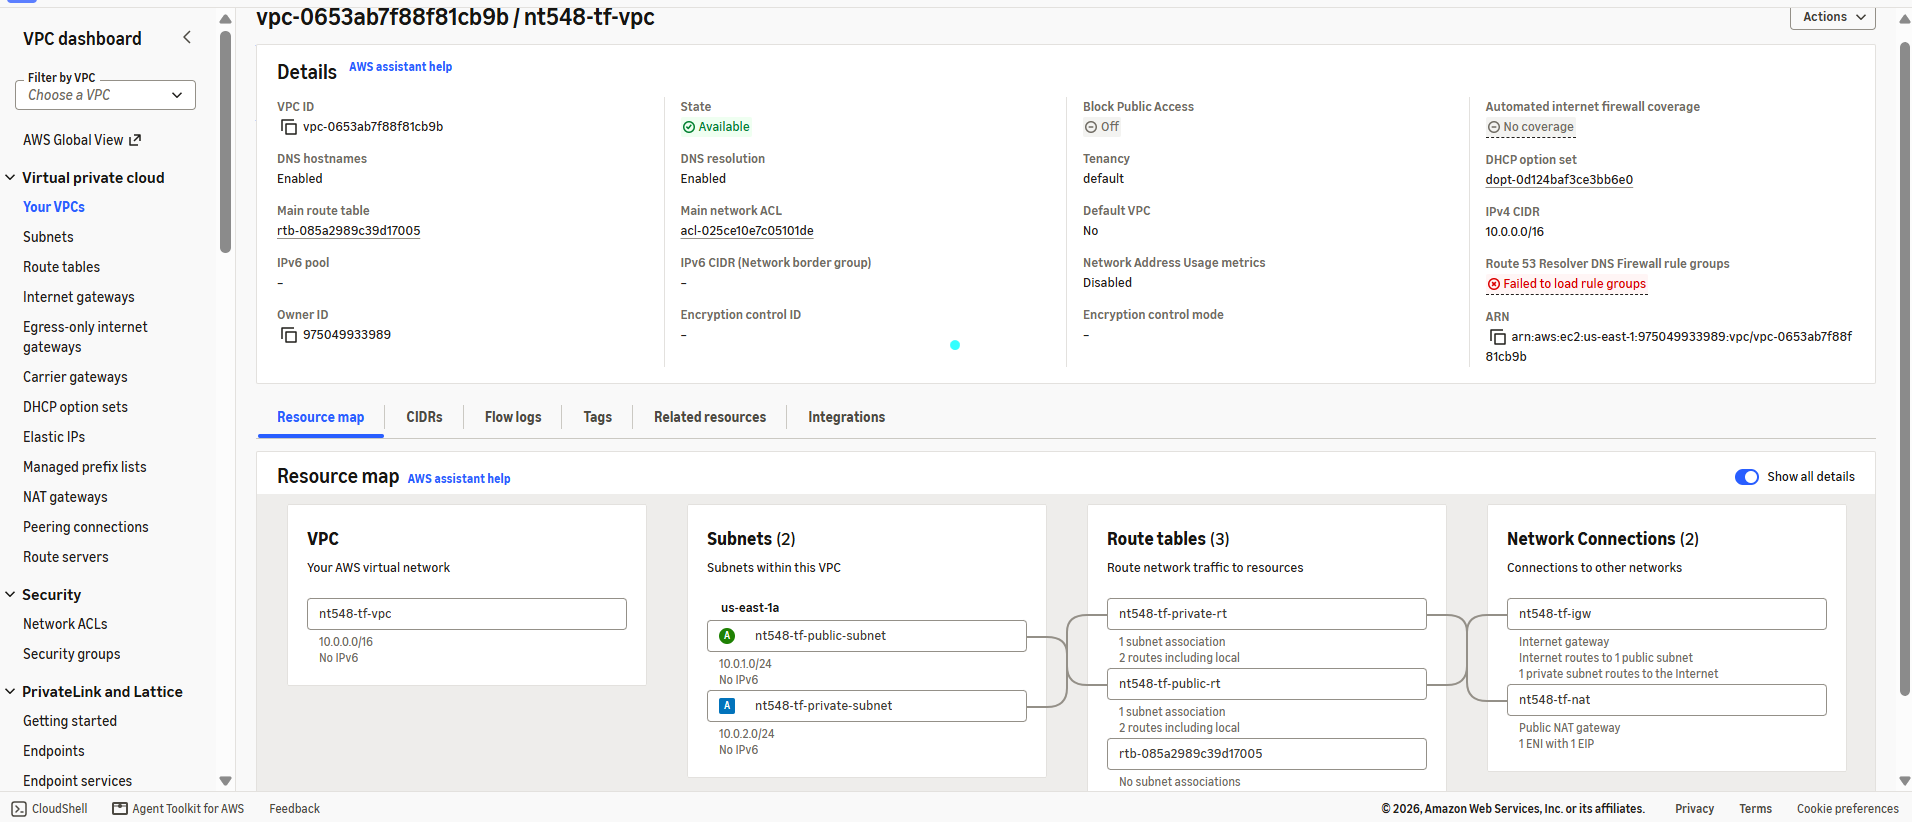 vpc-0653ab7f88f81cb9b / nt548-tf-vpc
Actions
VPC dashboard
Filter by VPC
Choose a VPC
AWS Global View
Virtual private cloud
Your VPCs
Subnets
Route tables
Internet gateways
Egress-only internet
gateways
Carrier gateways
DHCP option sets
Elastic IPs
Managed prefix lists
NAT gateways
Peering connections
Route servers
Security
Network ACLs
Security groups
PrivateLink and Lattice
Getting started
Endpoints
Endpoint services
Details
AWS assistant help
VPC ID
vpc-0653ab7f88f81cb9b
State
Available
Block Public Access
Off
Automated internet firewall coverage
No coverage
DNS hostnames
Enabled
DNS resolution
Enabled
Tenancy
default
DHCP option set
dopt-0d124baf3ce3bb6e0
Main route table
rtb-085a2989c39d17005
Main network ACL
acl-025ce10e7c05101de
Default VPC
No
IPv4 CIDR
10.0.0.0/16
IPv6 pool
–
IPv6 CIDR (Network border group)
–
Network Address Usage metrics
Disabled
Route 53 Resolver DNS Firewall rule groups
Failed to load rule groups
Owner ID
975049933989
Encryption control ID
–
Encryption control mode
–
ARN
arn:aws:ec2:us-east-1:975049933989:vpc/vpc-0653ab7f88f
81cb9b
Resource map
CIDRs
Flow logs
Tags
Related resources
Integrations
Resource map
AWS assistant help
Show all details
VPC
Your AWS virtual network
nt548-tf-vpc
10.0.0.0/16
No IPv6
Subnets (2)
Subnets within this VPC
us-east-1a
A nt548-tf-public-subnet
10.0.1.0/24
No IPv6
A nt548-tf-private-subnet
10.0.2.0/24
No IPv6
Route tables (3)
Route network traffic to resources
nt548-tf-private-rt
1 subnet association
2 routes including local
nt548-tf-public-rt
1 subnet association
2 routes including local
rtb-085a2989c39d17005
No subnet associations
Network Connections (2)
Connections to other networks
nt548-tf-igw
Internet gateway
Internet routes to 1 public subnet
1 private subnet routes to the Internet
nt548-tf-nat
Public NAT gateway
1 ENI with 1 EIP
CloudShell
Agent Toolkit for AWS
Feedback
© 2026, Amazon Web Services, Inc. or its affiliates.
Privacy
Terms
Cookie preferences